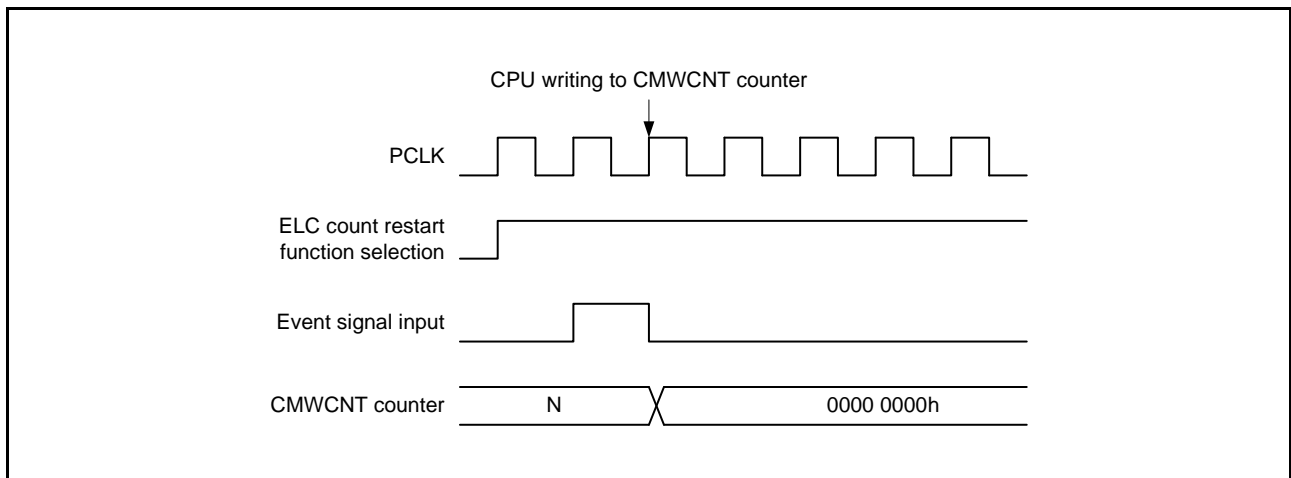 CPU writing to CMWCNT counter
PCLK
ELC count restart
function selection
Event signal input
CMWCNT counter
N
0000 0000h